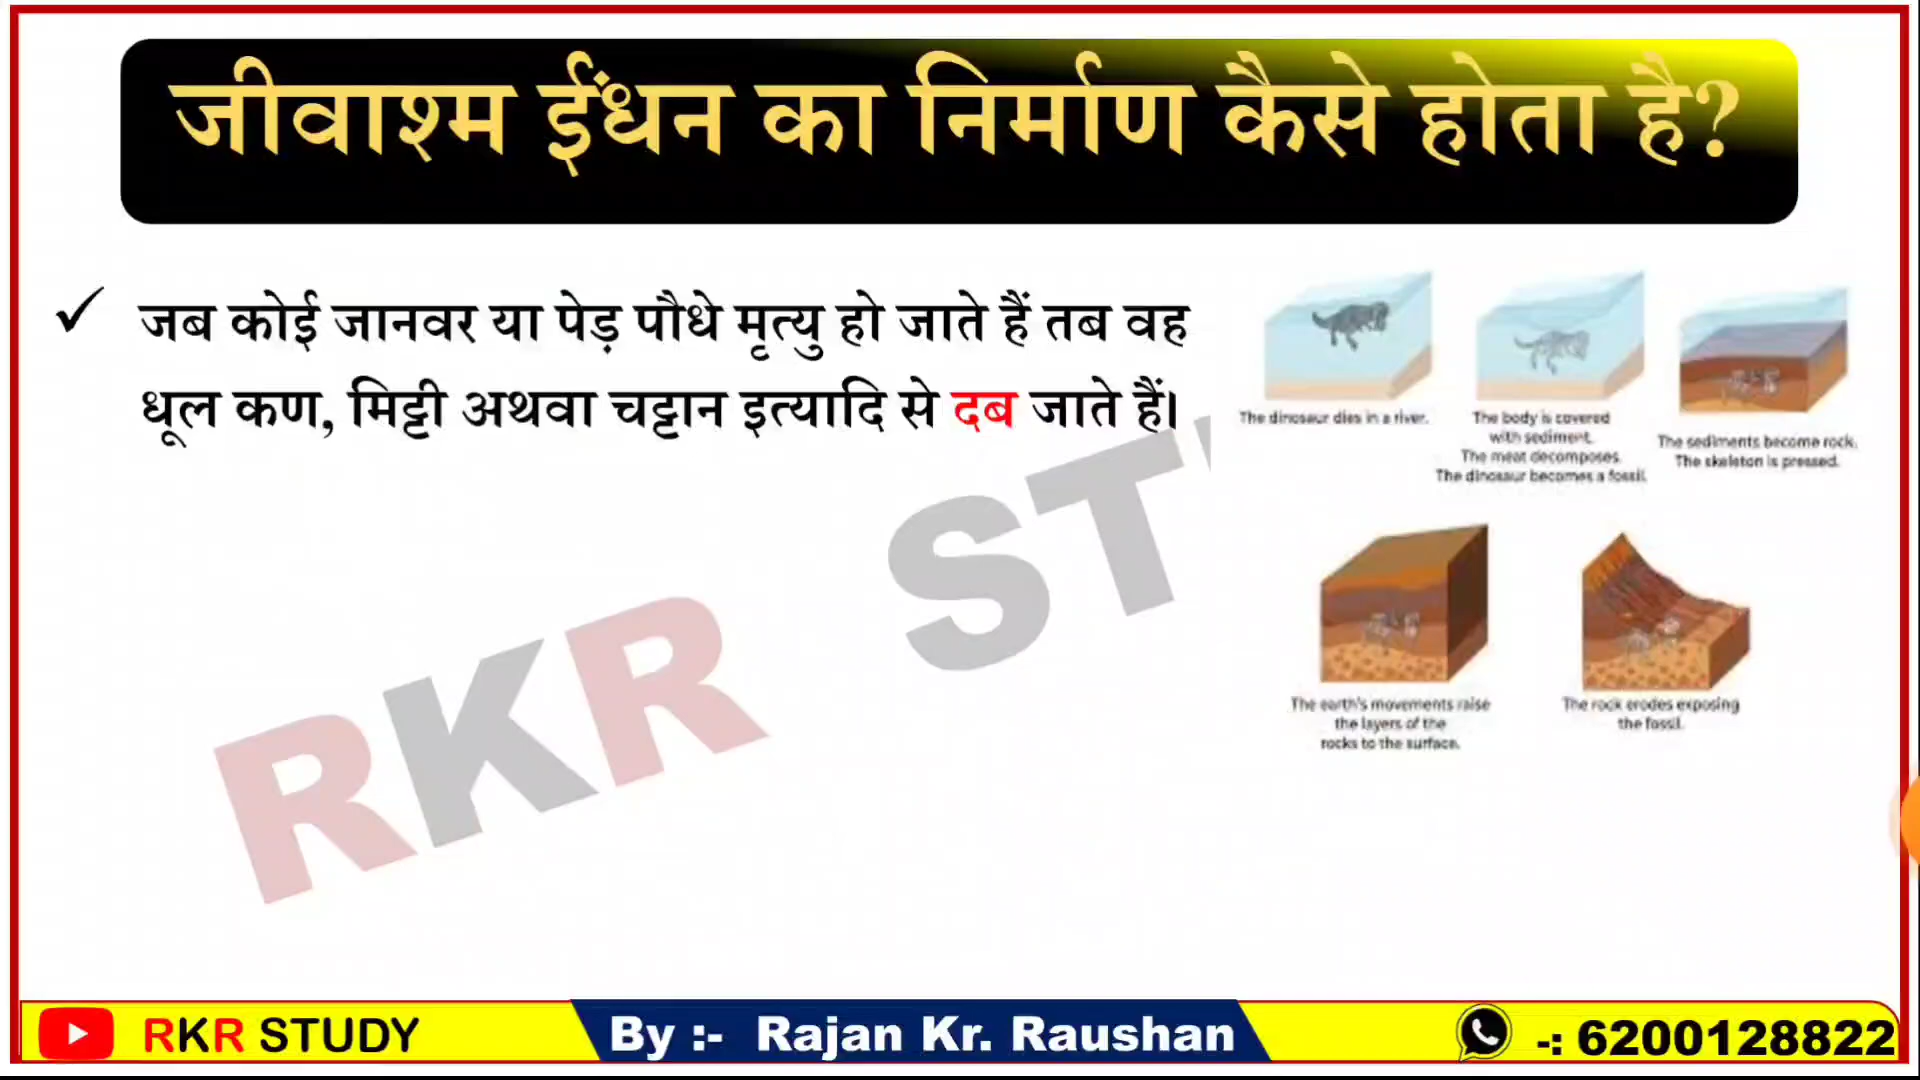 जीवाश्म ईंधन का निर्माण कैसे होता है?
✓ जब कोई जानवर या पेड़ पौधे मृत्यु हो जाते हैं तब वह
धूल कण, मिट्टी अथवा चट्टान इत्यादि से दब जाते हैं।
The dinosaur dies in a river.
The body is covered
with sediment.
The meat decomposes.
The dinosaur becomes a fossil.
The sediments become rock.
The skeleton is pressed.
The earth's movements raise
the layers of the
rocks to the surface.
The rock erodes exposing
the fossil.
RKR ST
RKR STUDY
By :- Rajan Kr. Raushan
-: 6200128822